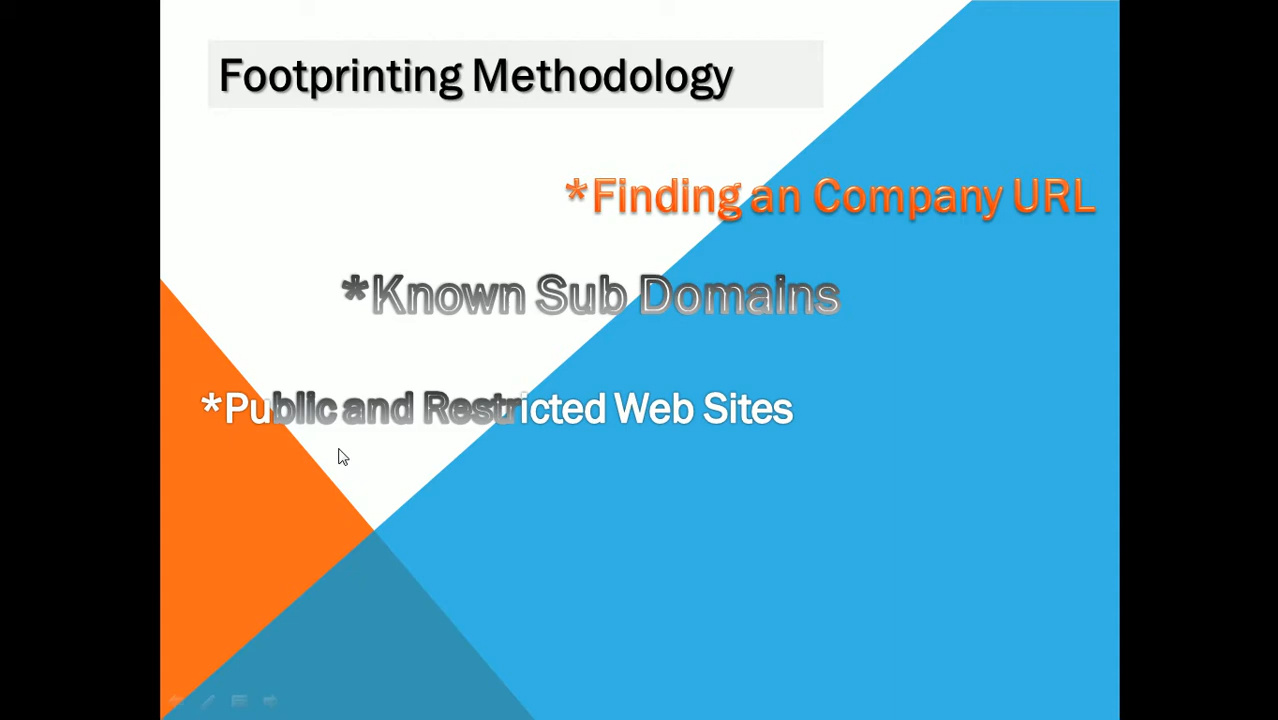 Footprinting Methodology
*Finding an Company URL
*Known Sub Domains
*Public and Restricted Web Sites